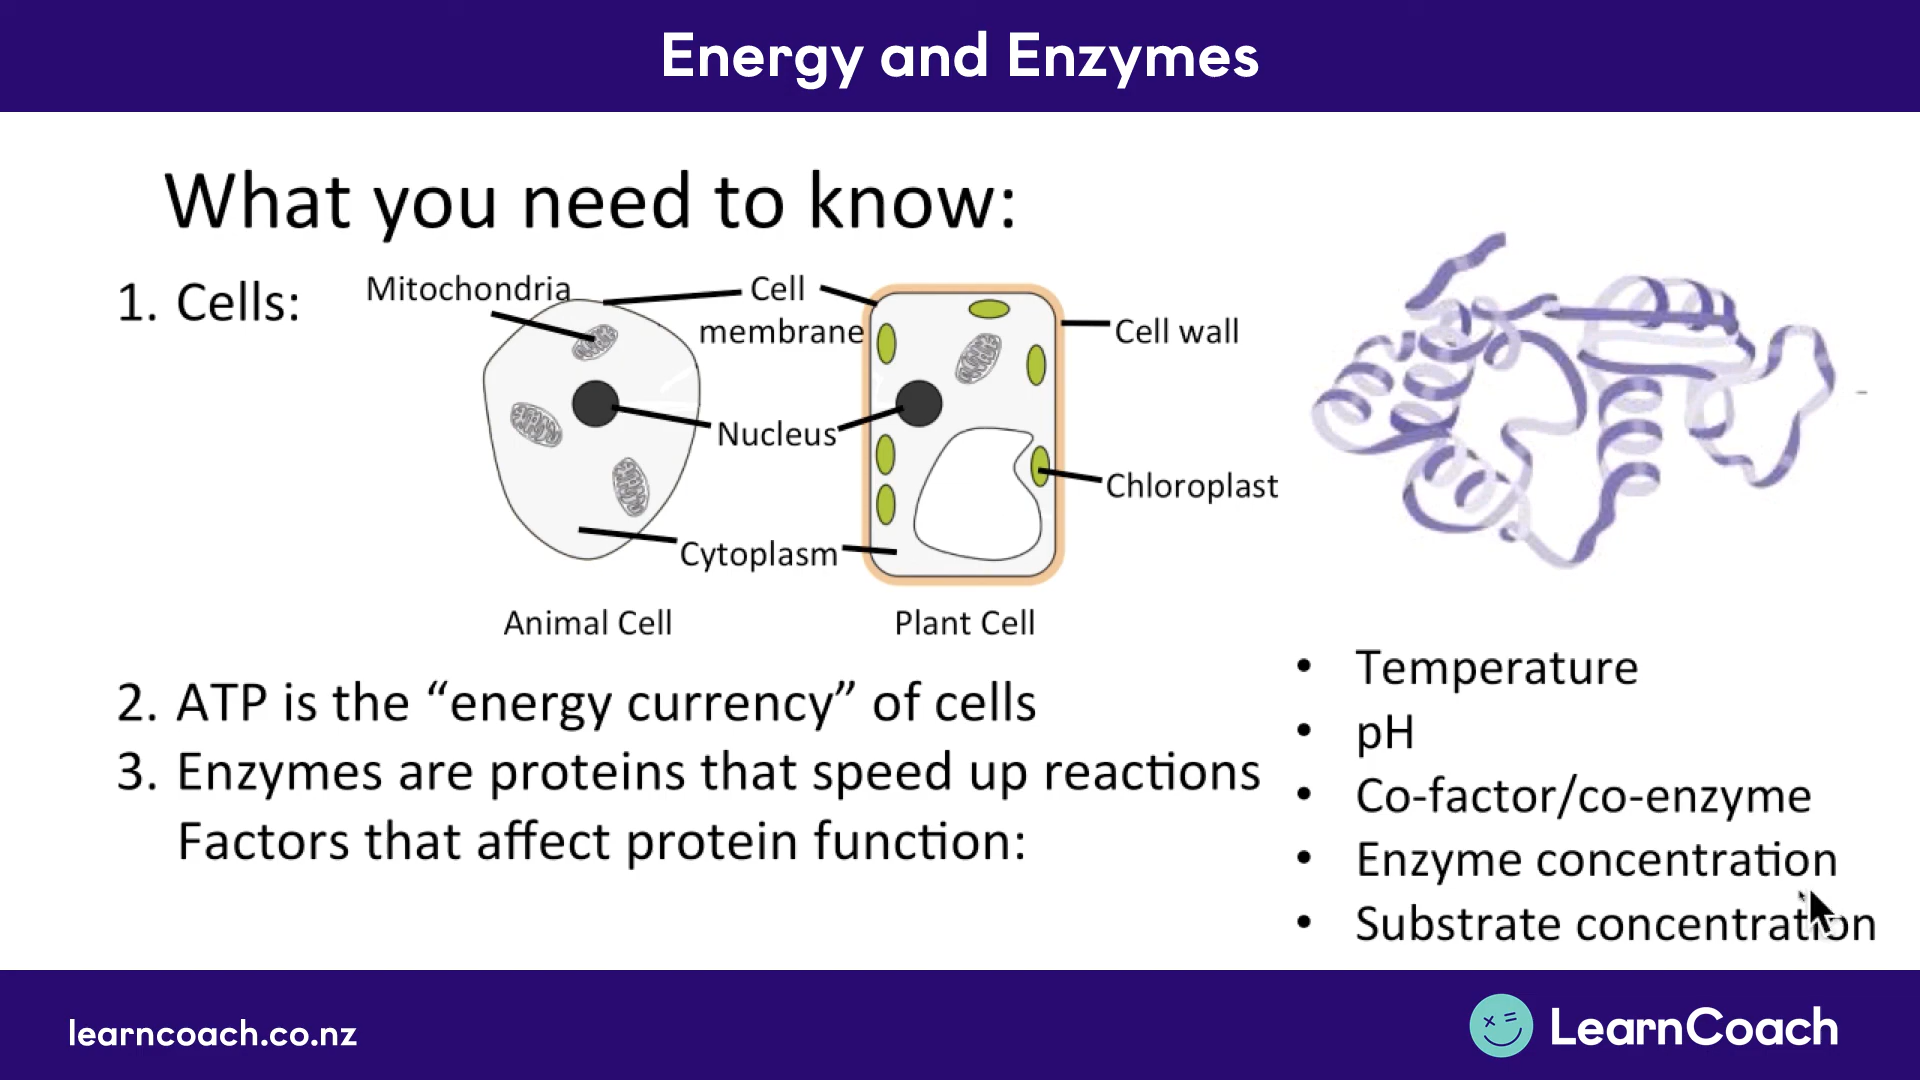 Energy and Enzymes
What you need to know:
1. Cells:
Mitochondria
Cell
membrane
Cell wall
Nucleus
Chloroplast
Cytoplasm
Animal Cell
Plant Cell
2. ATP is the “energy currency” of cells
3. Enzymes are proteins that speed up reactions
Factors that affect protein function:
• Temperature
• pH
• Co-factor/co-enzyme
• Enzyme concentration
• Substrate concentration
learncoach.co.nz
LearnCoach